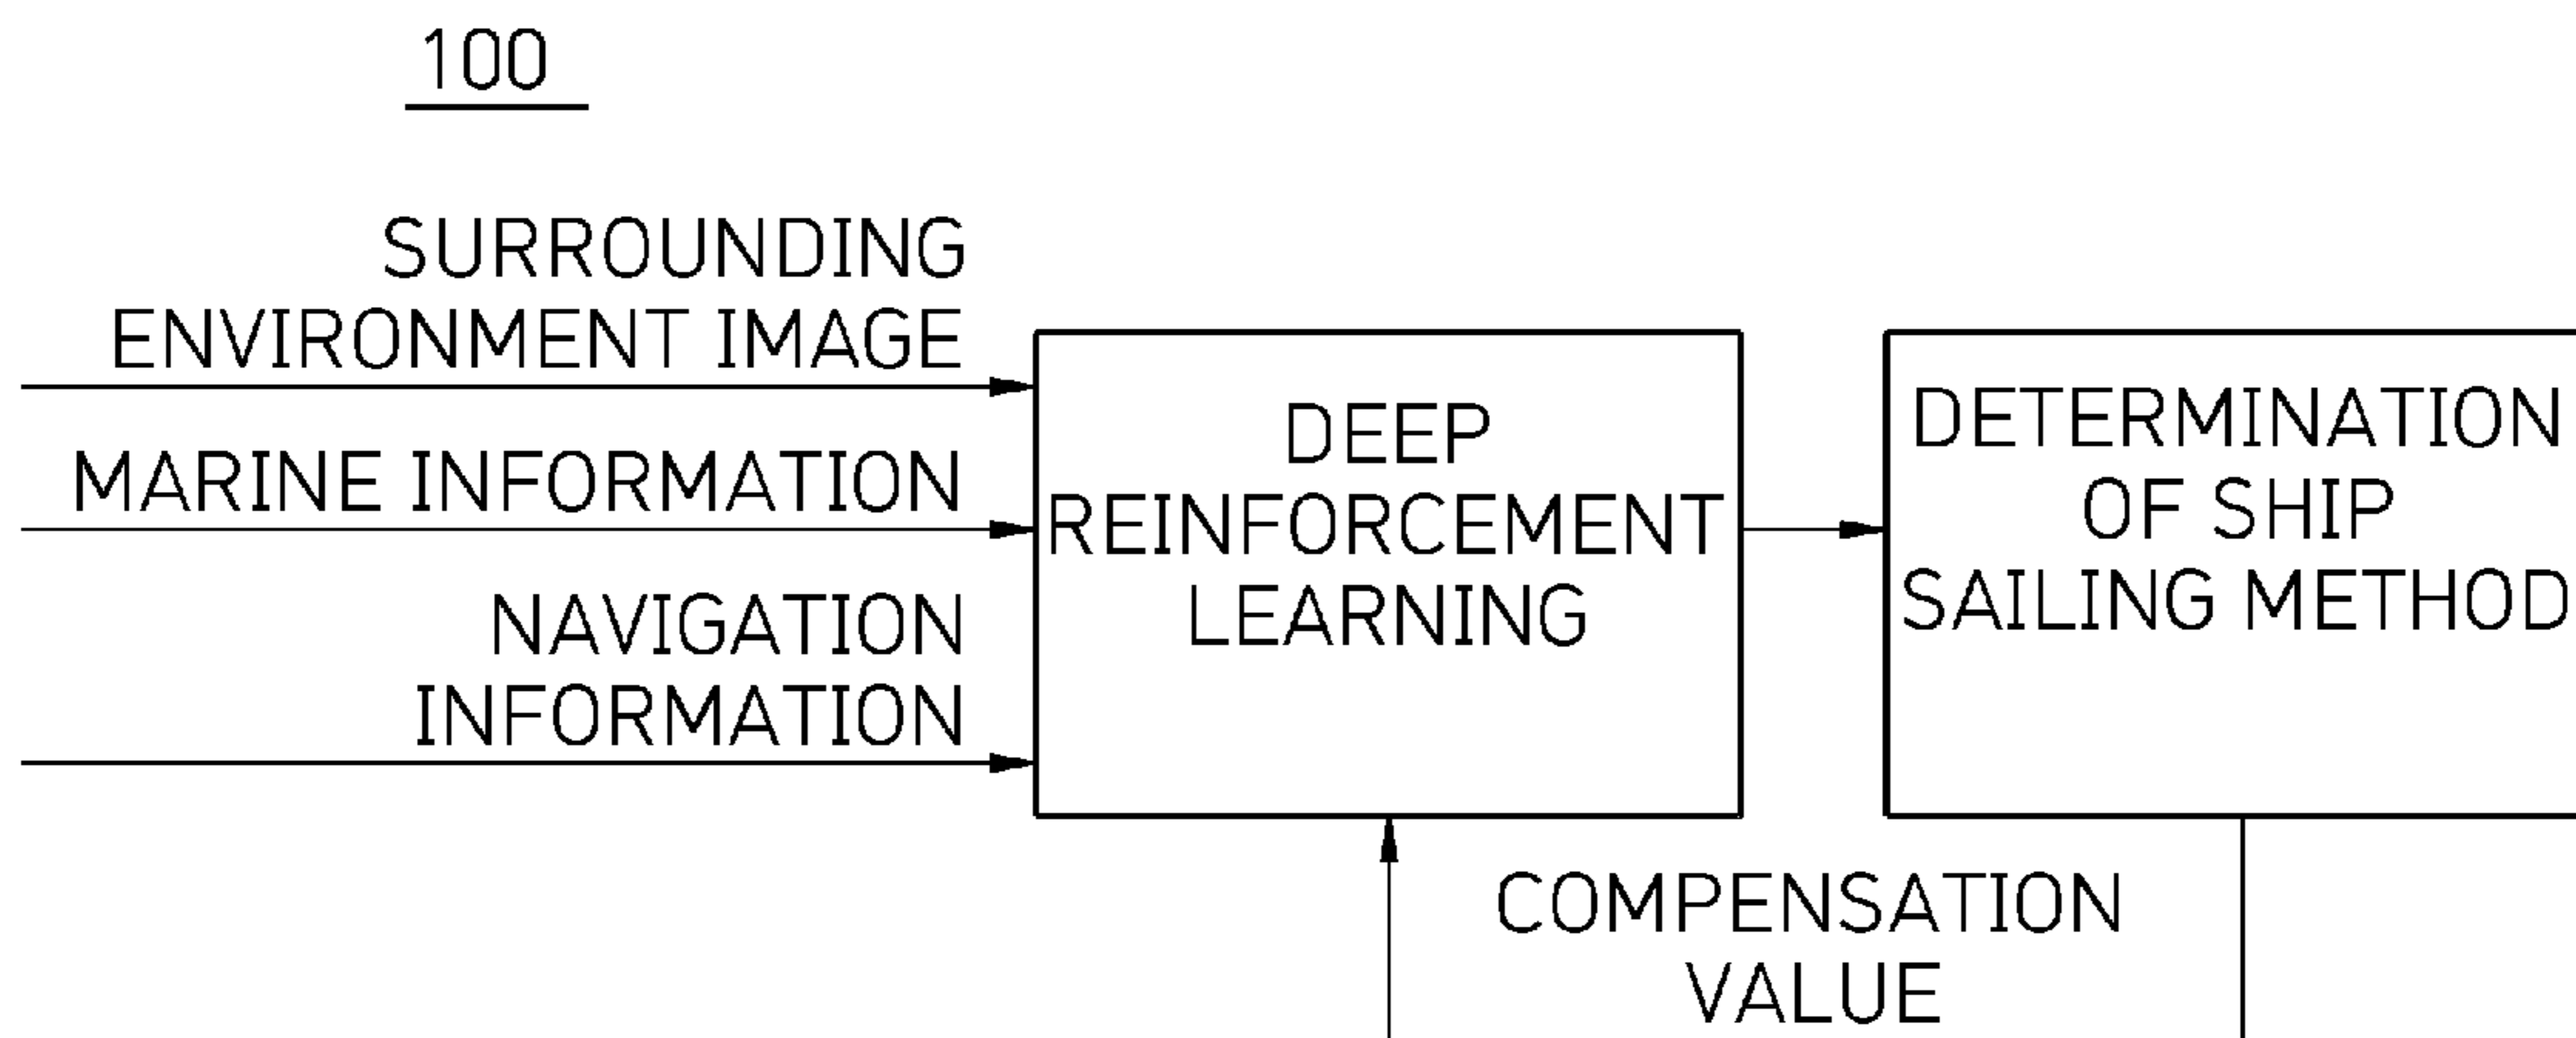 100
SURROUNDING
ENVIRONMENT IMAGE
MARINE INFORMATION
NAVIGATION
INFORMATION
DEEP
REINFORCEMENT
LEARNING
DETERMINATION
OF SHIP
SAILING METHOD
COMPENSATION
VALUE